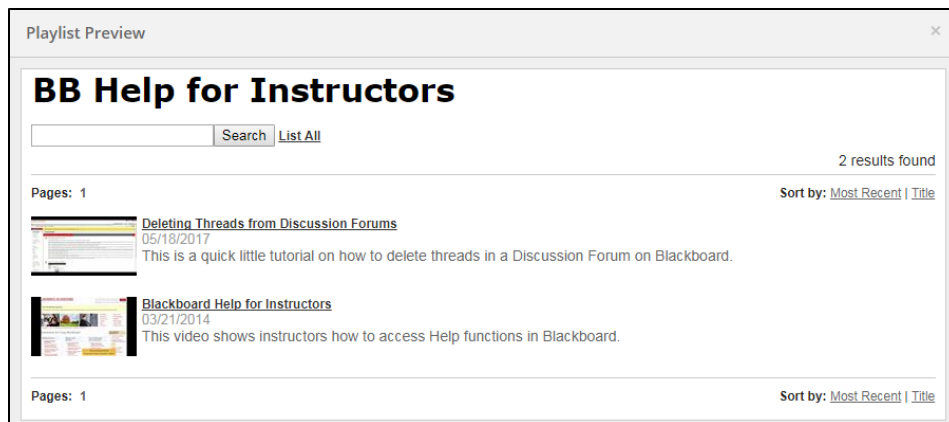 Playlist Preview ×
BB Help for Instructors
Search List All
2 results found
Pages: 1 Sort by: Most Recent | Title
Deleting Threads from Discussion Forums
05/18/2017
This is a quick little tutorial on how to delete threads in a Discussion Forum on Blackboard.
Blackboard Help for Instructors
03/21/2014
This video shows instructors how to access Help functions in Blackboard.
Pages: 1 Sort by: Most Recent | Title